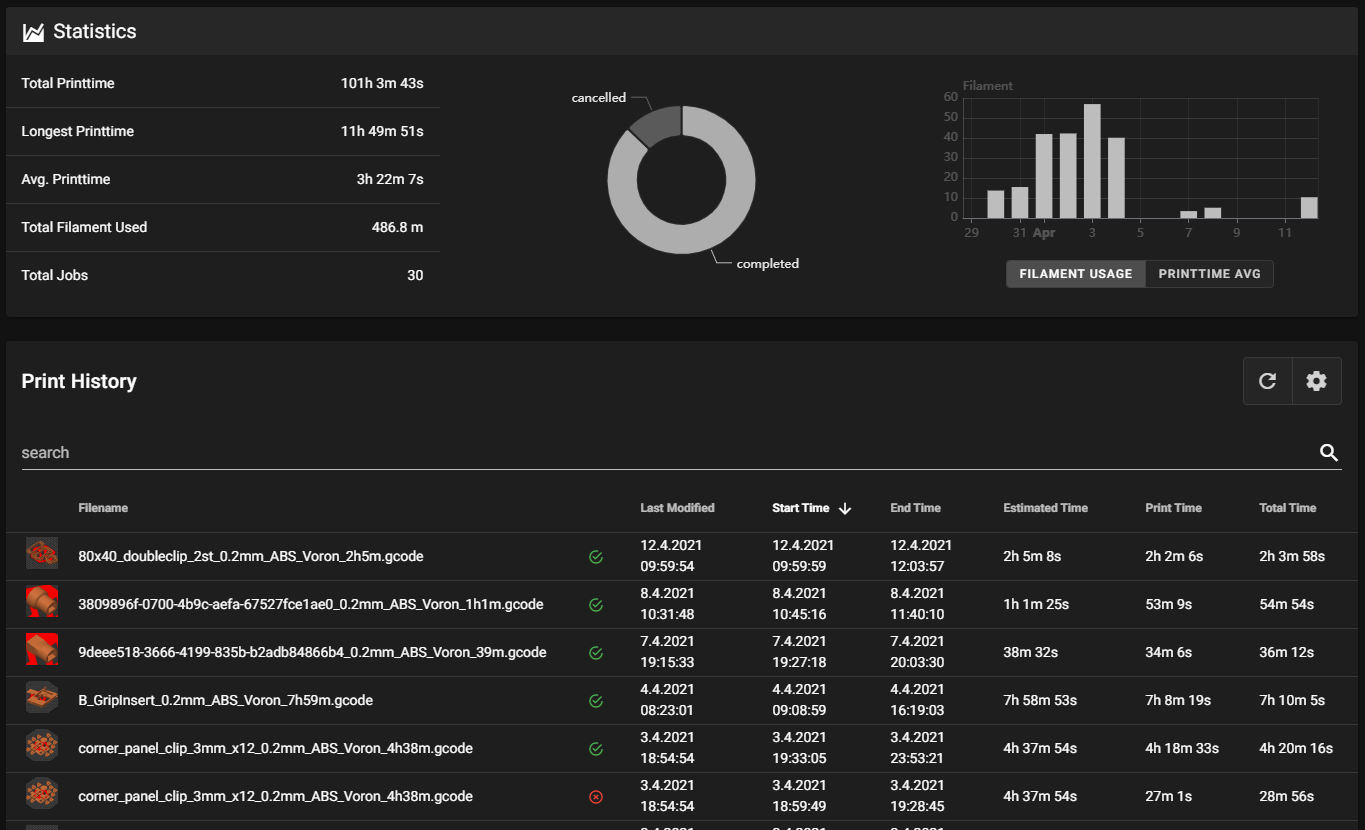 Statistics
Total Printtime 101h 3m 43s
Longest Printtime 11h 49m 51s
Avg. Printtime 3h 22m 7s
Total Filament Used 486.8 m
Total Jobs 30
cancelled
completed
Filament
60
50
40
30
20
10
0
29 31 Apr 3 5 7 9 11
FILAMENT USAGE PRINTTIME AVG
Print History
search
Filename Last Modified Start Time End Time Estimated Time Print Time Total Time
80x40_doubleclip_2st_0.2mm_ABS_Voron_2h5m.gcode 12.4.2021 09:59:54 12.4.2021 09:59:59 12.4.2021 12:03:57 2h 5m 8s 2h 2m 6s 2h 3m 58s
3809896f-0700-4b9c-aefa-67527fce1ae0_0.2mm_ABS_Voron_1h1m.gcode 8.4.2021 10:31:48 8.4.2021 10:45:16 8.4.2021 11:40:10 1h 1m 25s 53m 9s 54m 54s
9deee518-3666-4199-835b-b2adb84866b4_0.2mm_ABS_Voron_39m.gcode 7.4.2021 19:15:33 7.4.2021 19:27:18 7.4.2021 20:03:30 38m 32s 34m 6s 36m 12s
B_GripInsert_0.2mm_ABS_Voron_7h59m.gcode 4.4.2021 08:23:01 4.4.2021 09:08:59 4.4.2021 16:19:03 7h 58m 53s 7h 8m 19s 7h 10m 5s
corner_panel_clip_3mm_x12_0.2mm_ABS_Voron_4h38m.gcode 3.4.2021 18:54:54 3.4.2021 19:33:05 3.4.2021 23:53:21 4h 37m 54s 4h 18m 33s 4h 20m 16s
corner_panel_clip_3mm_x12_0.2mm_ABS_Voron_4h38m.gcode 3.4.2021 18:54:54 3.4.2021 18:59:49 3.4.2021 19:28:45 4h 37m 54s 27m 1s 28m 56s